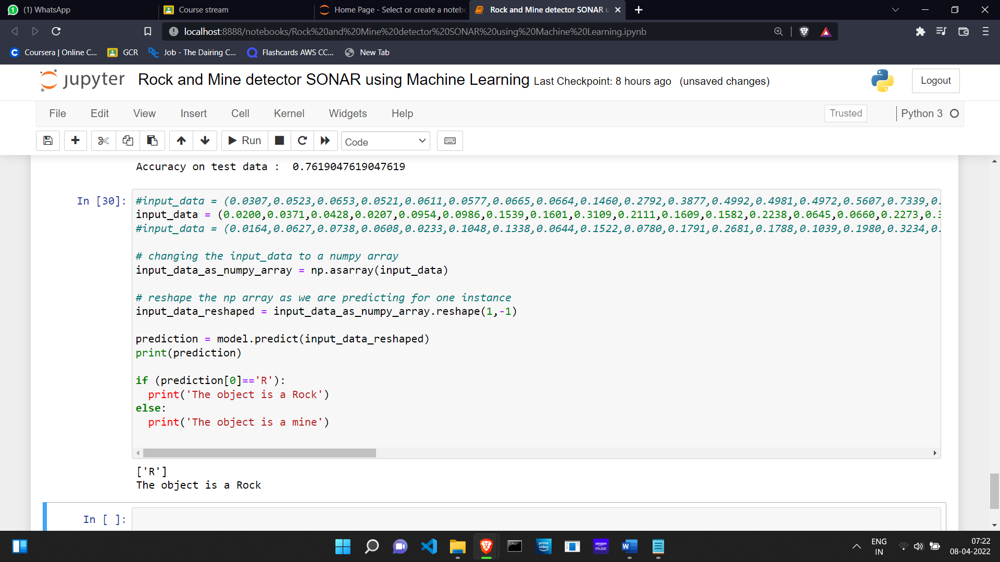 (1) WhatsApp
Course stream
Home Page - Select or create a notebo
Rock and Mine detector SONAR u
localhost:8888/notebooks/Rock%20and%20Mine%20detector%20SONAR%20using%20Machine%20Learning.ipynb
Coursera | Online C...
GCR
Job - The Dairing C...
Flashcards AWS CC...
New Tab
jupyter
Rock and Mine detector SONAR using Machine Learning Last Checkpoint: 8 hours ago (unsaved changes)
Logout
File Edit View Insert Cell Kernel Widgets Help
Trusted
Python 3
Run
Code
Accuracy on test data :  0.7619047619047619
In [30]:
#input_data = (0.0307,0.0523,0.0653,0.0521,0.0611,0.0577,0.0665,0.0664,0.1460,0.2792,0.3877,0.4992,0.4981,0.4972,0.5607,0.7339,0.
input_data = (0.0200,0.0371,0.0428,0.0207,0.0954,0.0986,0.1539,0.1601,0.3109,0.2111,0.1609,0.1582,0.2238,0.0645,0.0660,0.2273,0.3
#input_data = (0.0164,0.0627,0.0738,0.0608,0.0233,0.1048,0.1338,0.0644,0.1522,0.0780,0.1791,0.2681,0.1788,0.1039,0.1980,0.3234,0.
# changing the input_data to a numpy array
input_data_as_numpy_array = np.asarray(input_data)
# reshape the np array as we are predicting for one instance
input_data_reshaped = input_data_as_numpy_array.reshape(1,-1)
prediction = model.predict(input_data_reshaped)
print(prediction)
if (prediction[0]=='R'):
  print('The object is a Rock')
else:
  print('The object is a mine')
['R']
The object is a Rock
In [ ]:
prime video
amazon music
W
ENG
IN
07:22
08-04-2022